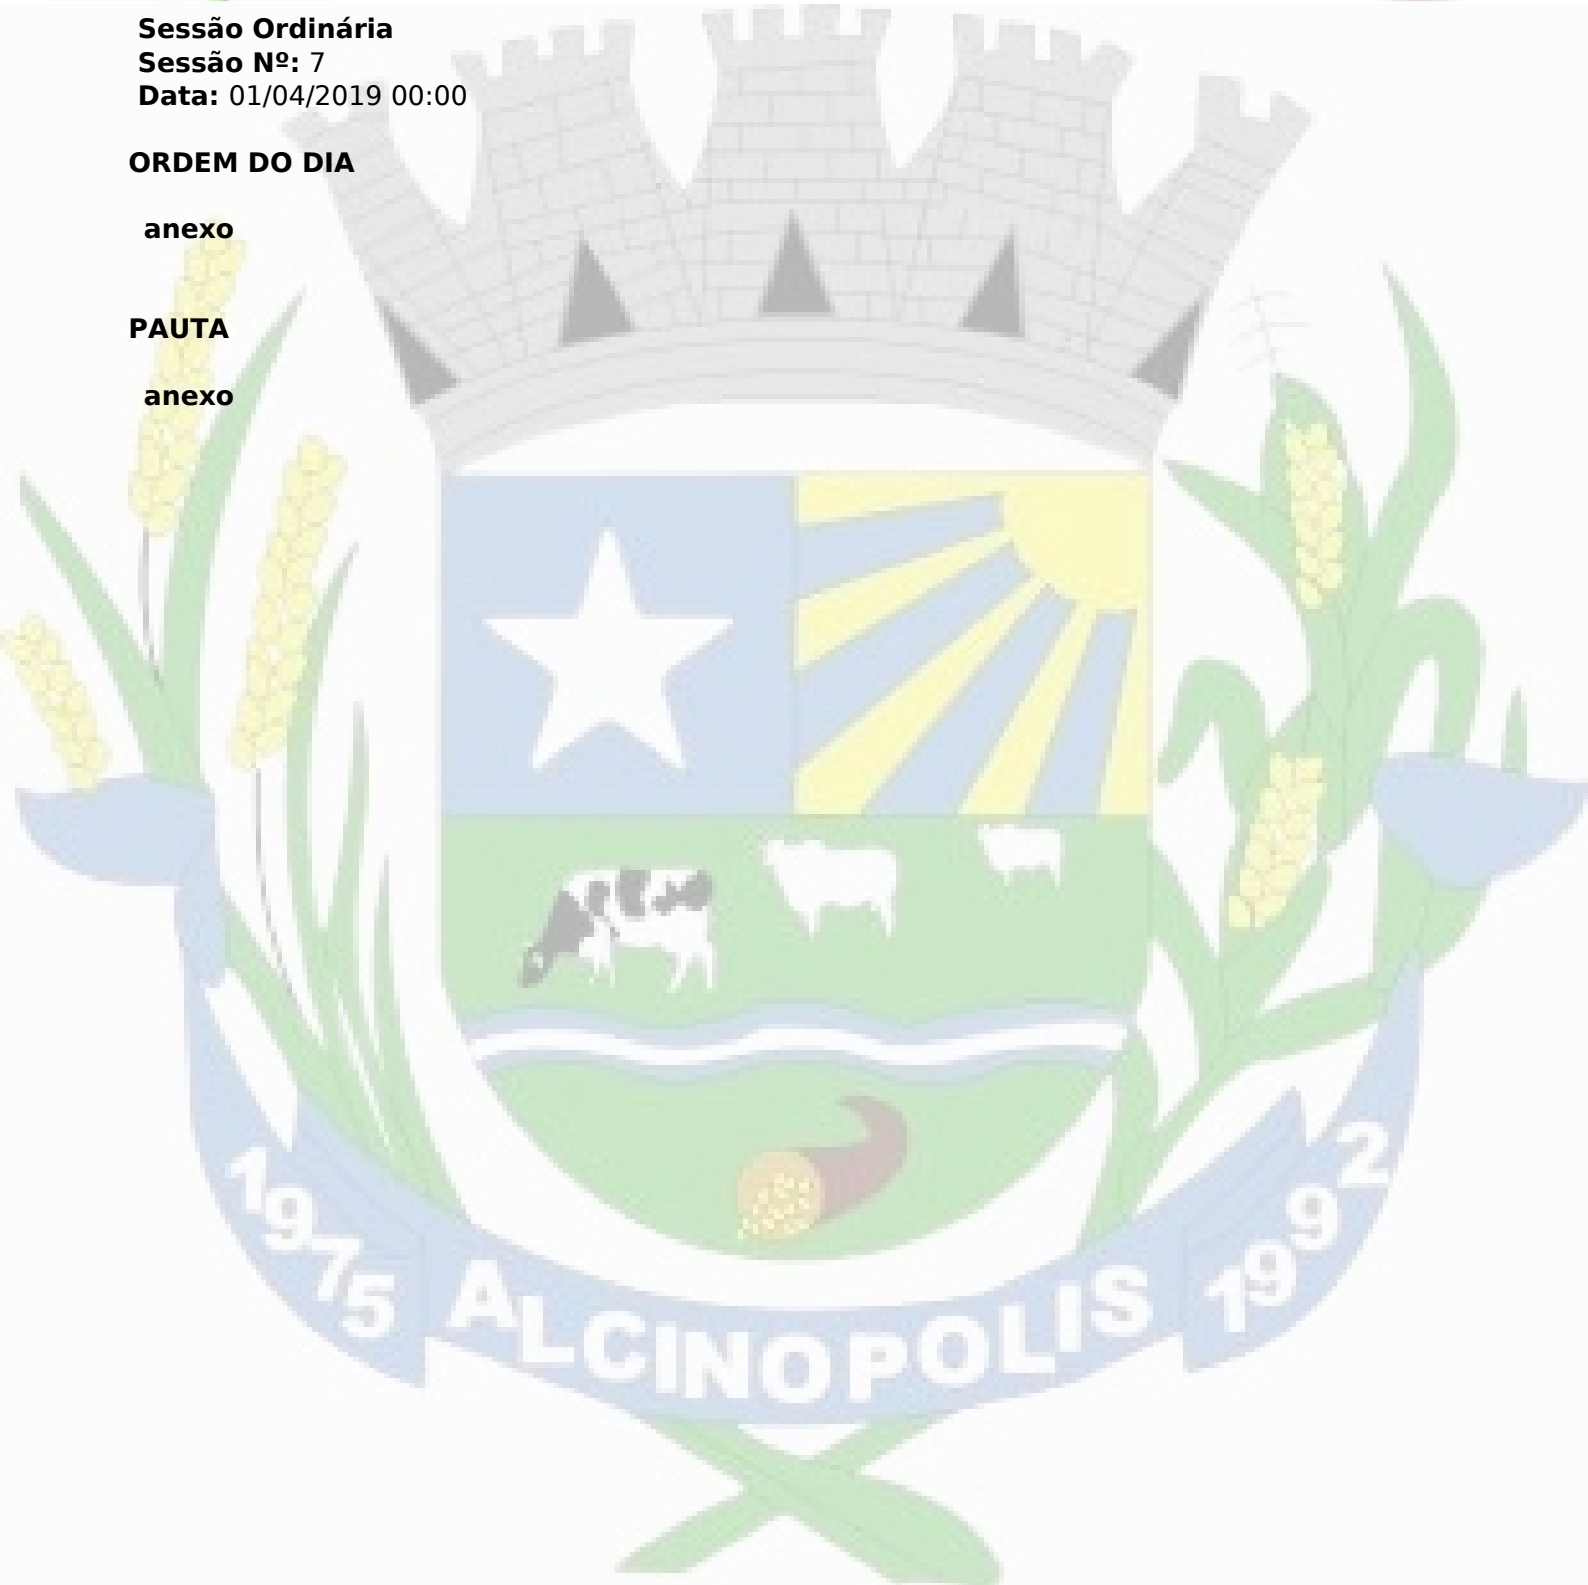 Sessão Ordinária
Sessão Nº: 7
Data: 01/04/2019 00:00
ORDEM DO DIA
anexo
PAUTA
anexo
1975 ALCINOPOLIS 1992